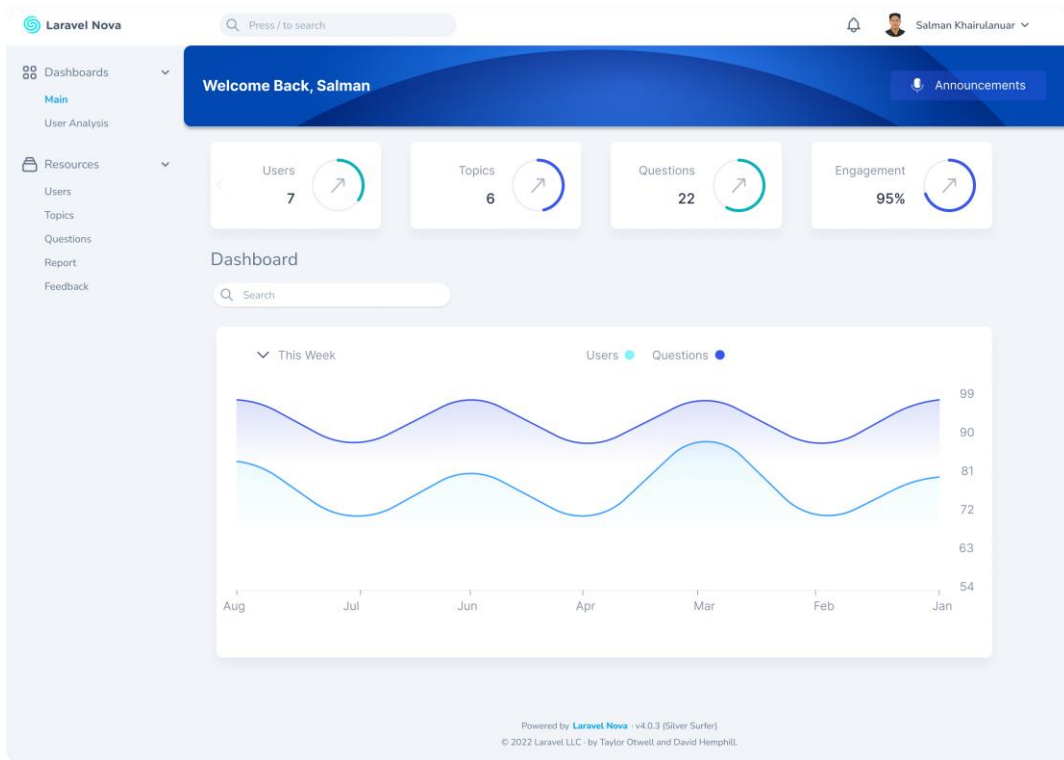 Laravel Nova
Press / to search
Salman Khairulanuar
Dashboards
Main
User Analysis
Resources
Users
Topics
Questions
Report
Feedback
Welcome Back, Salman
Announcements
Users
7
Topics
6
Questions
22
Engagement
95%
Dashboard
Search
This Week
Users
Questions
99
90
81
72
63
54
Aug Jul Jun Apr Mar Feb Jan
Powered by Laravel Nova · v4.0.3 (Silver Surfer)
© 2022 Laravel LLC · by Taylor Otwell and David Hemphill.